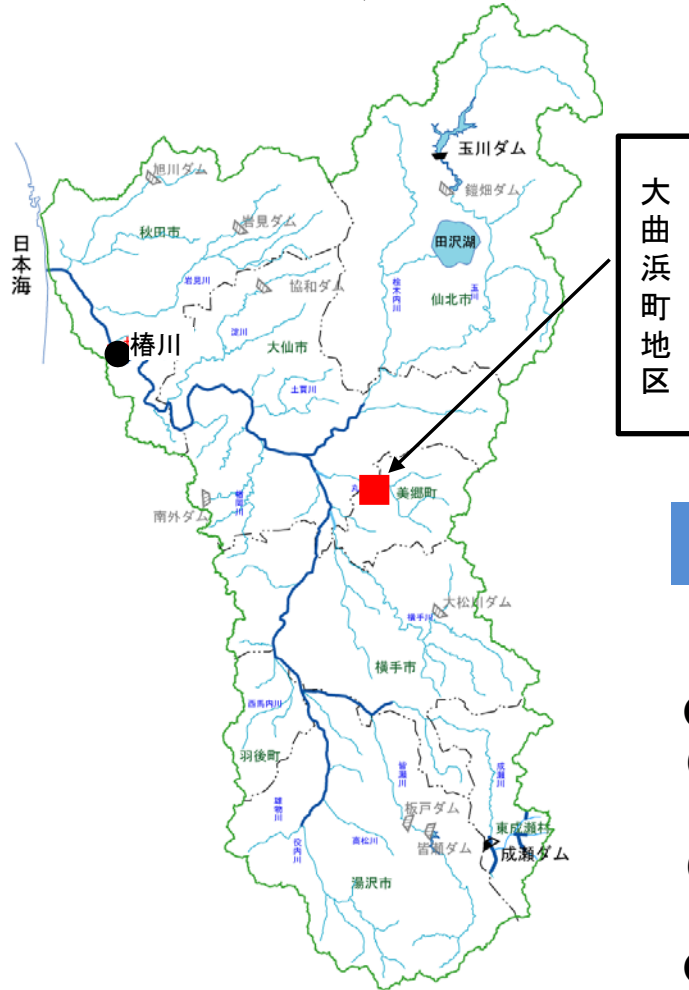 玉川ダム
旭川ダム
鎧畑ダム
大曲浜町地区
岩見ダム
秋田市
田沢湖
日本海
岩見川
協和ダム
桧木内川
玉川
仙北市
椿川
淀川
大仙市
土買川
美郷町
楢岡川
南外ダム
大松川ダム
横手川
横手市
西馬内川
羽後町
皆瀬川
成瀬川
雄物川
役内川
板戸ダム
高松川
皆瀬ダム
東成瀬村
成瀬ダム
湯沢市